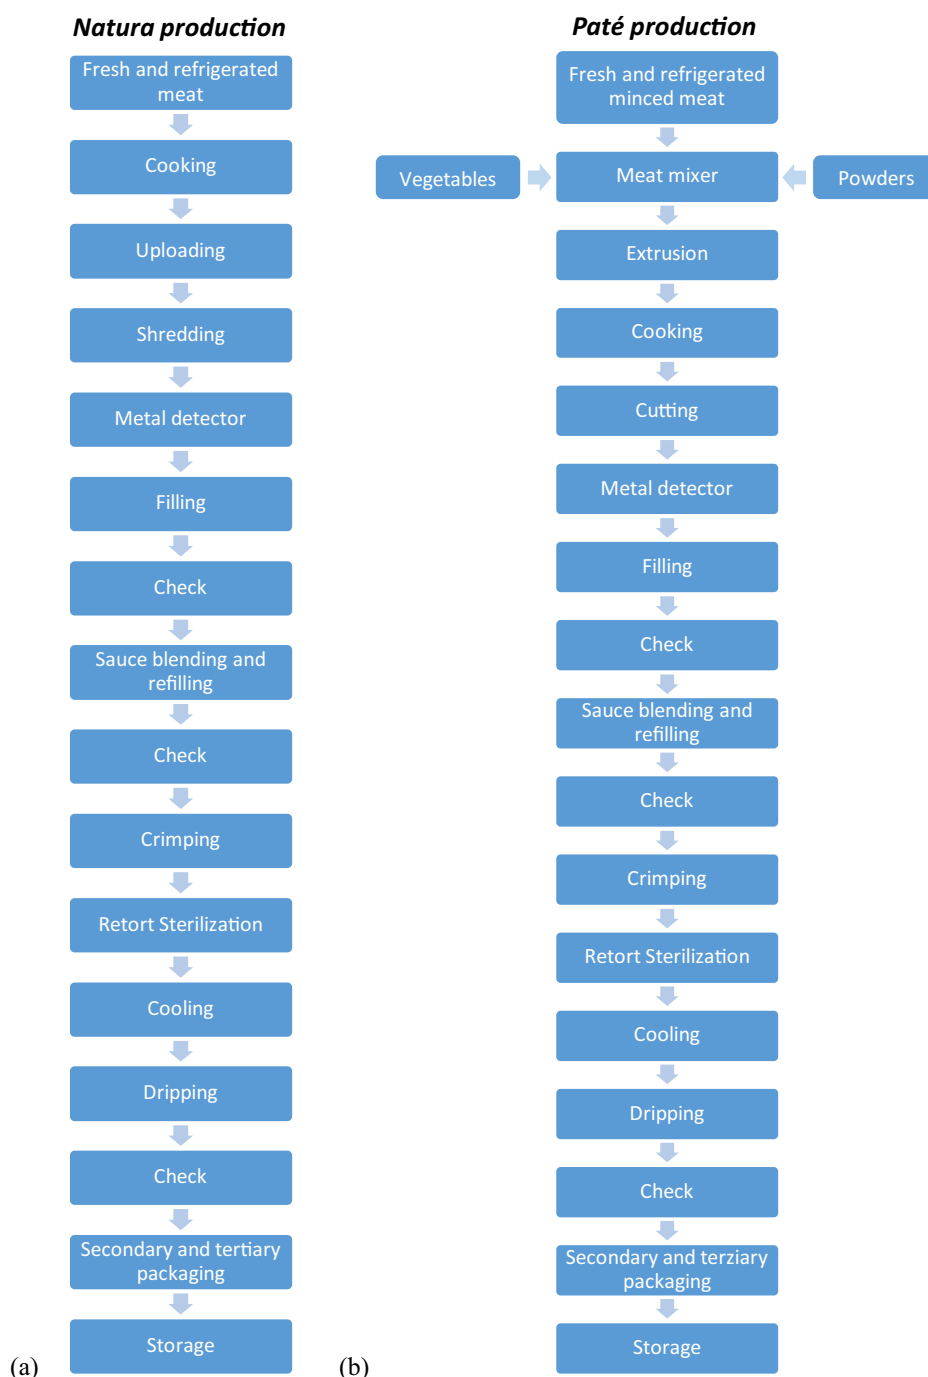 Natura production
Fresh and refrigerated
meat
Cooking
Uploading
Shredding
Metal detector
Filling
Check
Sauce blending and
refilling
Check
Crimping
Retort Sterilization
Cooling
Dripping
Check
Secondary and tertiary
packaging
Storage
(a)
Paté production
Fresh and refrigerated
minced meat
Vegetables
Meat mixer
Powders
Extrusion
Cooking
Cutting
Metal detector
Filling
Check
Sauce blending and
refilling
Check
Crimping
Retort Sterilization
Cooling
Dripping
Check
Secondary and terziary
packaging
Storage
(b)